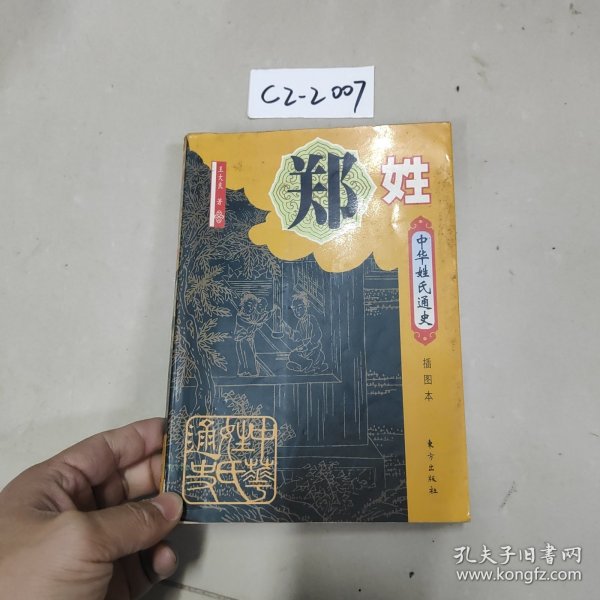 C2-2007
郑姓
王大良 著
中华姓氏通史
插图本
东方出版社
中華
姓氏
通史
孔夫子旧书网
www.kongfz.com